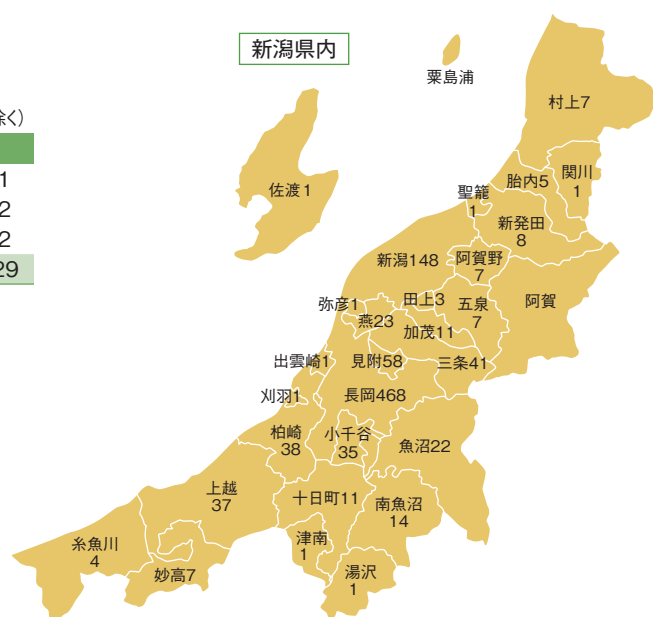 新潟県内
粟島浦
除く）
1
2
2
29
村上7
関川
1
胎内5
佐渡1
聖籠
1
新発田
8
新潟148
阿賀野
7
阿賀
弥彦1
田上3
五泉
7
燕23
加茂11
出雲崎1
見附58
三条41
刈羽1
長岡468
柏崎
38
小千谷
35
魚沼22
上越
37
十日町11
南魚沼
14
糸魚川
4
津南
1
妙高7
湯沢
1